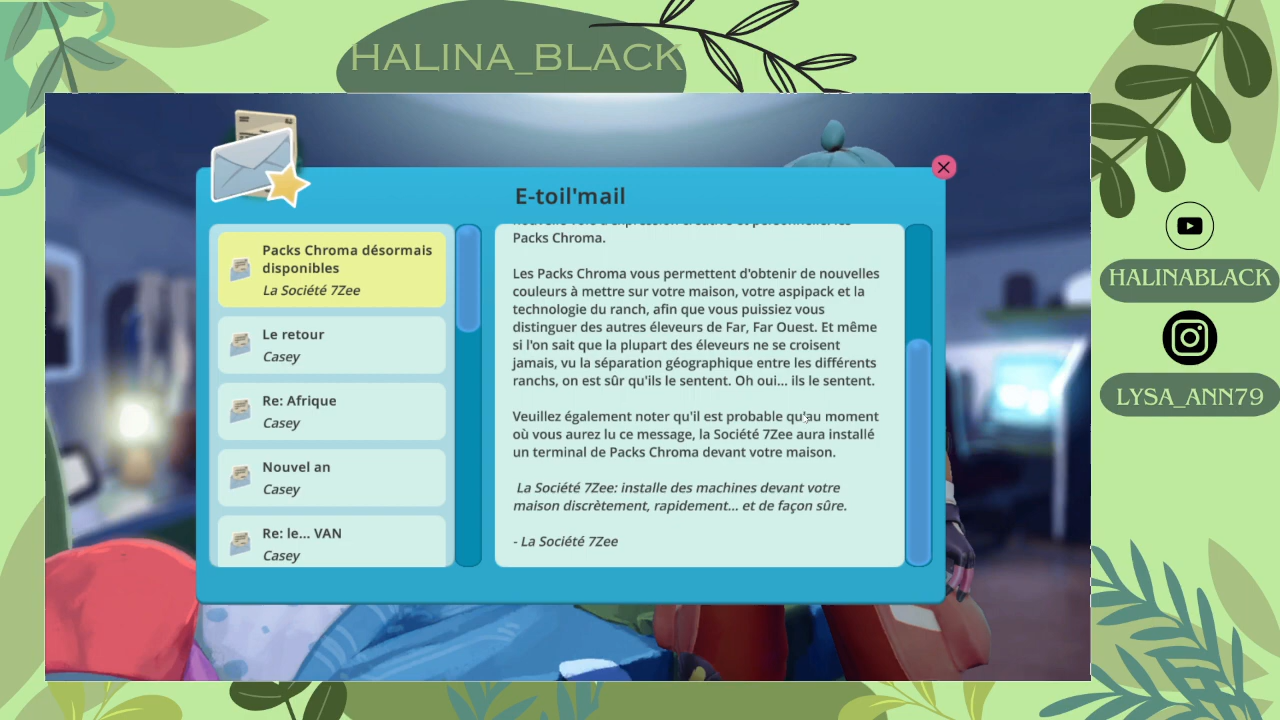 HALINA_BLACK
E-toil'mail
Packs Chroma désormais
disponibles
La Société 7Zee
Le retour
Casey
Re: Afrique
Casey
Nouvel an
Casey
Re: le... VAN
Casey
Packs Chroma.
Les Packs Chroma vous permettent d'obtenir de nouvelles
couleurs à mettre sur votre maison, votre aspipack et la
technologie du ranch, afin que vous puissiez vous
distinguer des autres éleveurs de Far, Far Ouest. Et même
si l'on sait que la plupart des éleveurs ne se croisent
jamais, vu la séparation géographique entre les différents
ranchs, on est sûr qu'ils le sentent. Oh oui... ils le sentent.
Veuillez également noter qu'il est probable qu'au moment
où vous aurez lu ce message, la Société 7Zee aura installé
un terminal de Packs Chroma devant votre maison.
La Société 7Zee: installe des machines devant votre
maison discrètement, rapidement... et de façon sûre.
- La Société 7Zee
HALINABLACK
LYSA_ANN79